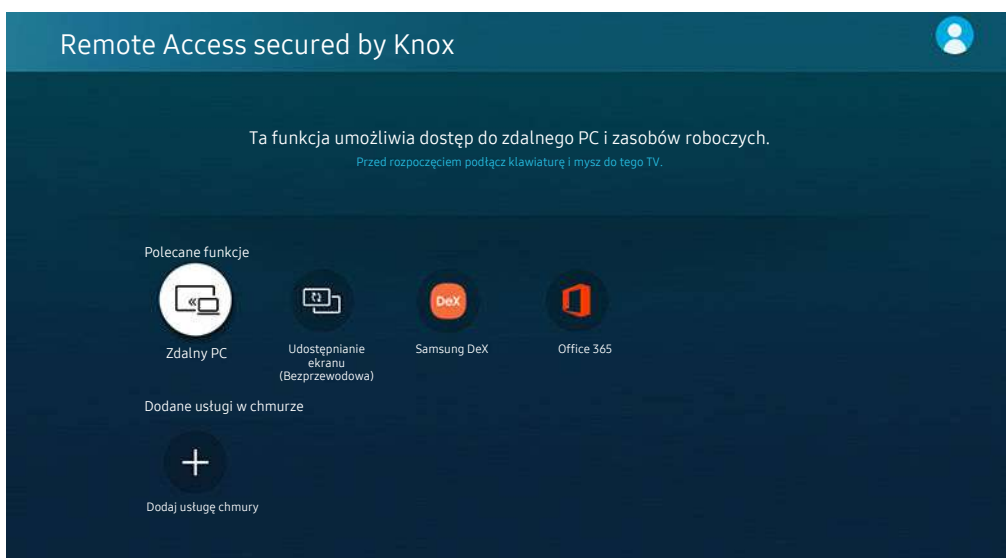 Remote Access secured by Knox
Ta funkcja umożliwia dostęp do zdalnego PC i zasobów roboczych.
Przed rozpoczęciem podłącz klawiaturę i mysz do tego TV.
Polecane funkcje
DeX
Zdalny PC
Udostępnianie
ekranu
(Bezprzewodowa)
Samsung DeX
Office 365
Dodane usługi w chmurze
Dodaj usługę chmury